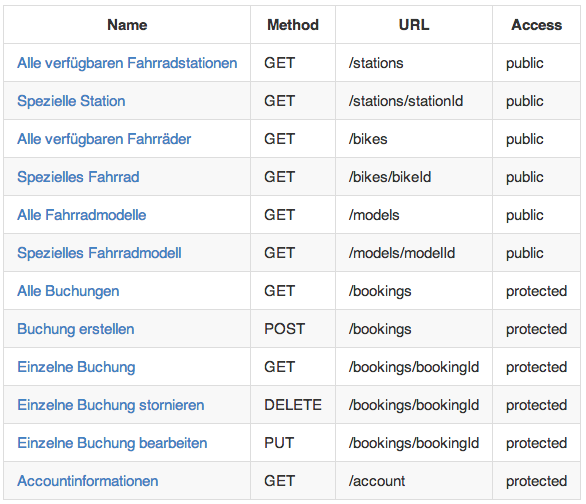 Name Method URL Access
Alle verfügbaren Fahrradstationen GET /stations public
Spezielle Station GET /stations/stationId public
Alle verfügbaren Fahrräder GET /bikes public
Spezielles Fahrrad GET /bikes/bikeId public
Alle Fahrradmodelle GET /models public
Spezielles Fahrradmodell GET /models/modelId public
Alle Buchungen GET /bookings protected
Buchung erstellen POST /bookings protected
Einzelne Buchung GET /bookings/bookingId protected
Einzelne Buchung stornieren DELETE /bookings/bookingId protected
Einzelne Buchung bearbeiten PUT /bookings/bookingId protected
Accountinformationen GET /account protected